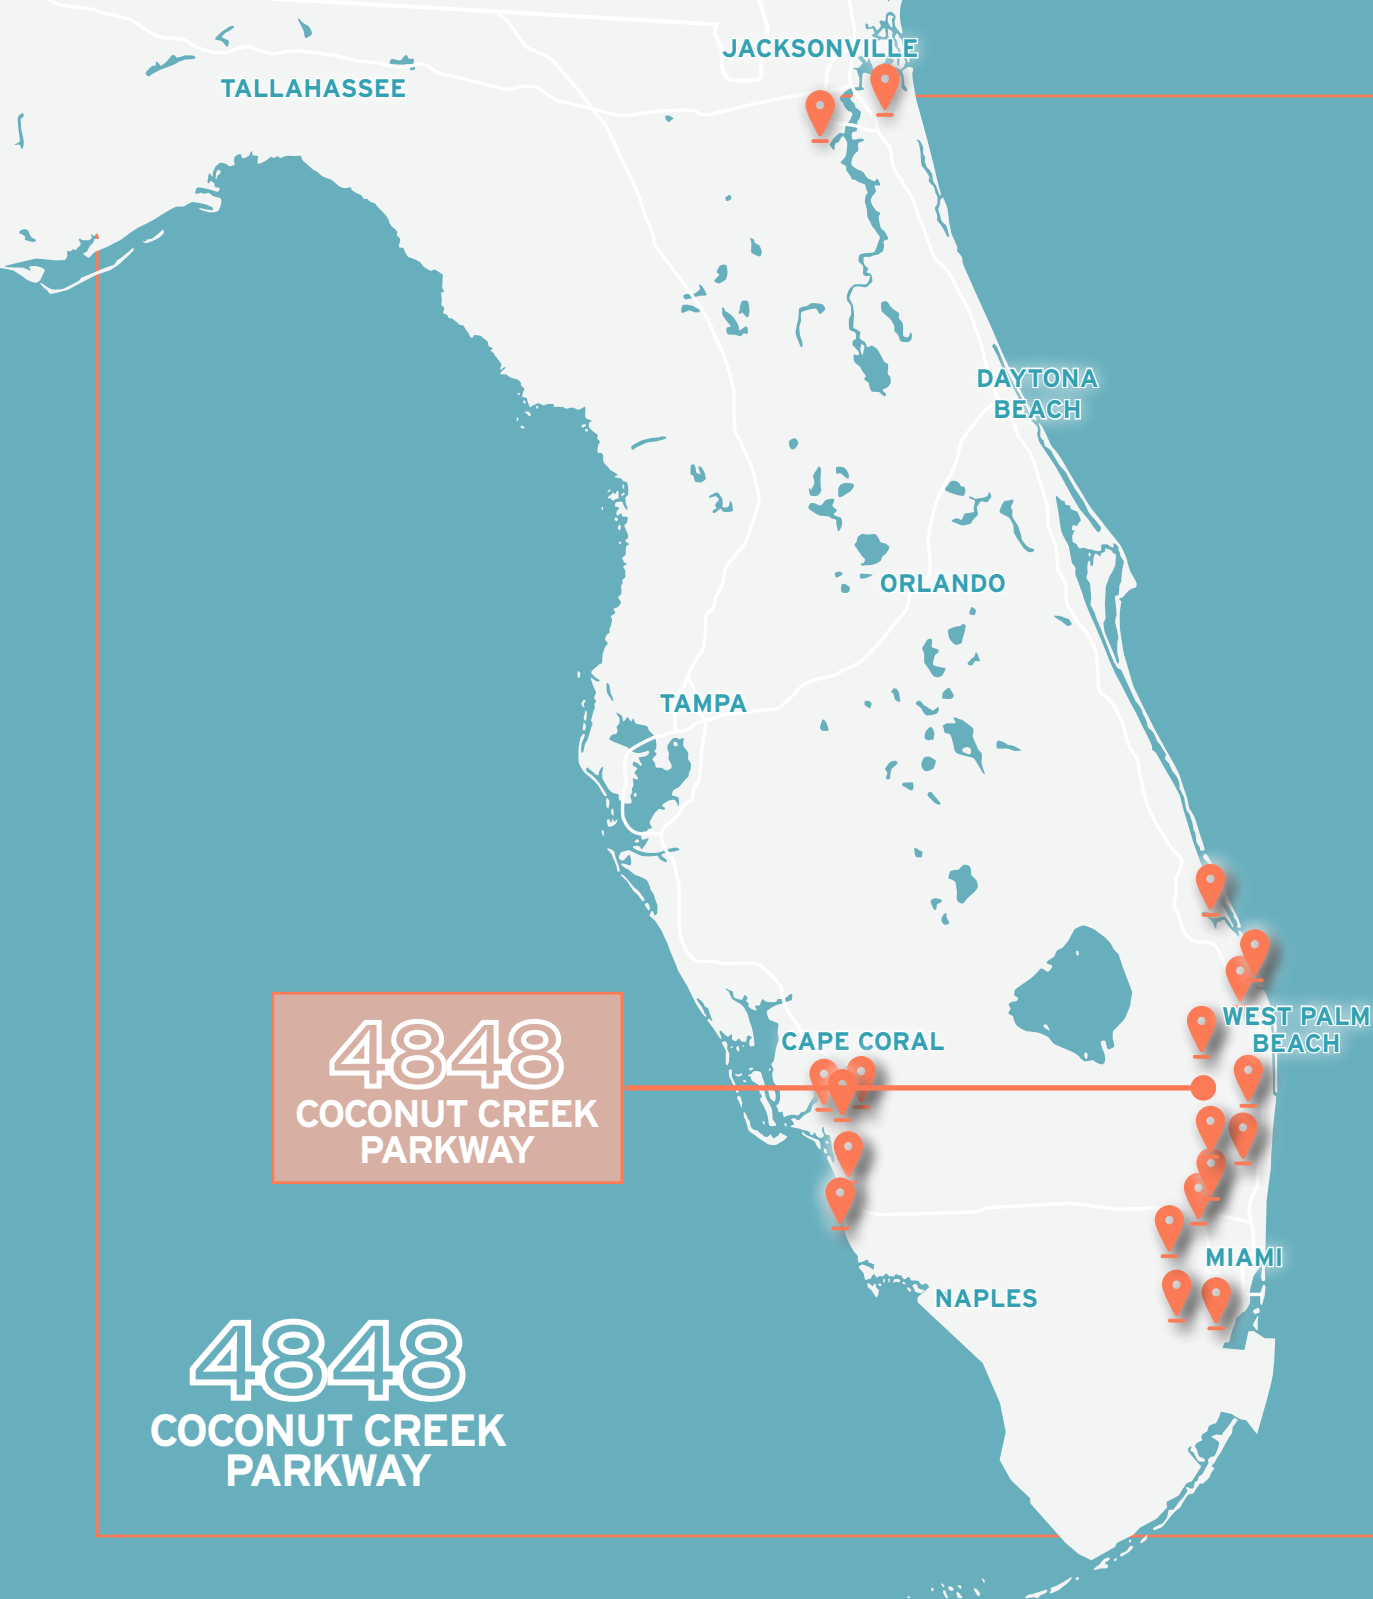 JACKSONVILLE
TALLAHASSEE
DAYTONA
BEACH
ORLANDO
TAMPA
WEST PALM
BEACH
CAPE CORAL
4848
COCONUT CREEK
PARKWAY
MIAMI
NAPLES
4848
COCONUT CREEK
PARKWAY